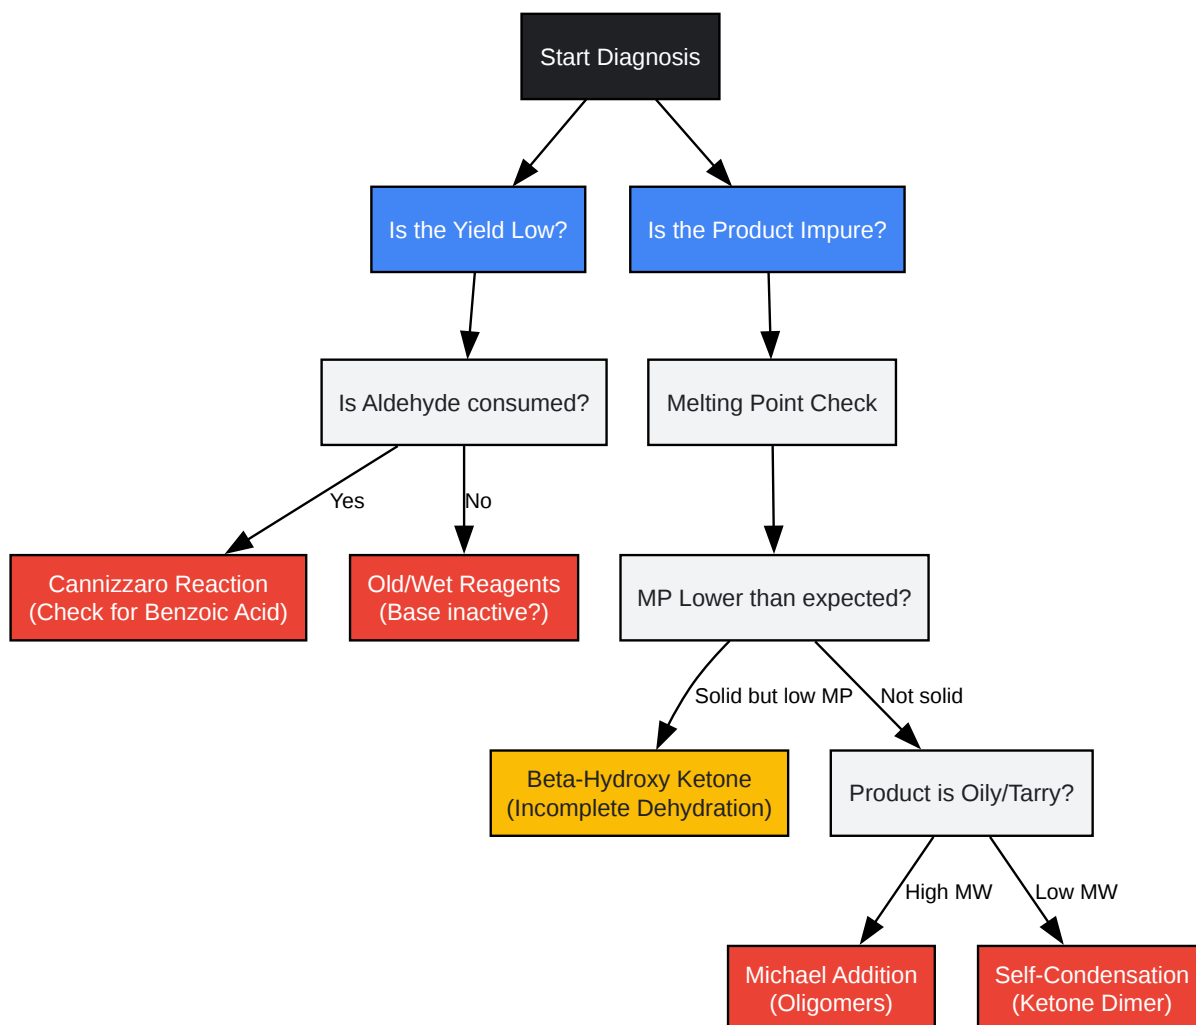 Start Diagnosis
Is the Yield Low?
Is the Product Impure?
Is Aldehyde consumed?
Melting Point Check
Yes
No
Cannizzaro Reaction
(Check for Benzoic Acid)
Old/Wet Reagents
(Base inactive?)
MP Lower than expected?
Solid but low MP
Not solid
Beta-Hydroxy Ketone
(Incomplete Dehydration)
Product is Oily/Tarry?
High MW
Low MW
Michael Addition
(Oligomers)
Self-Condensation
(Ketone Dimer)